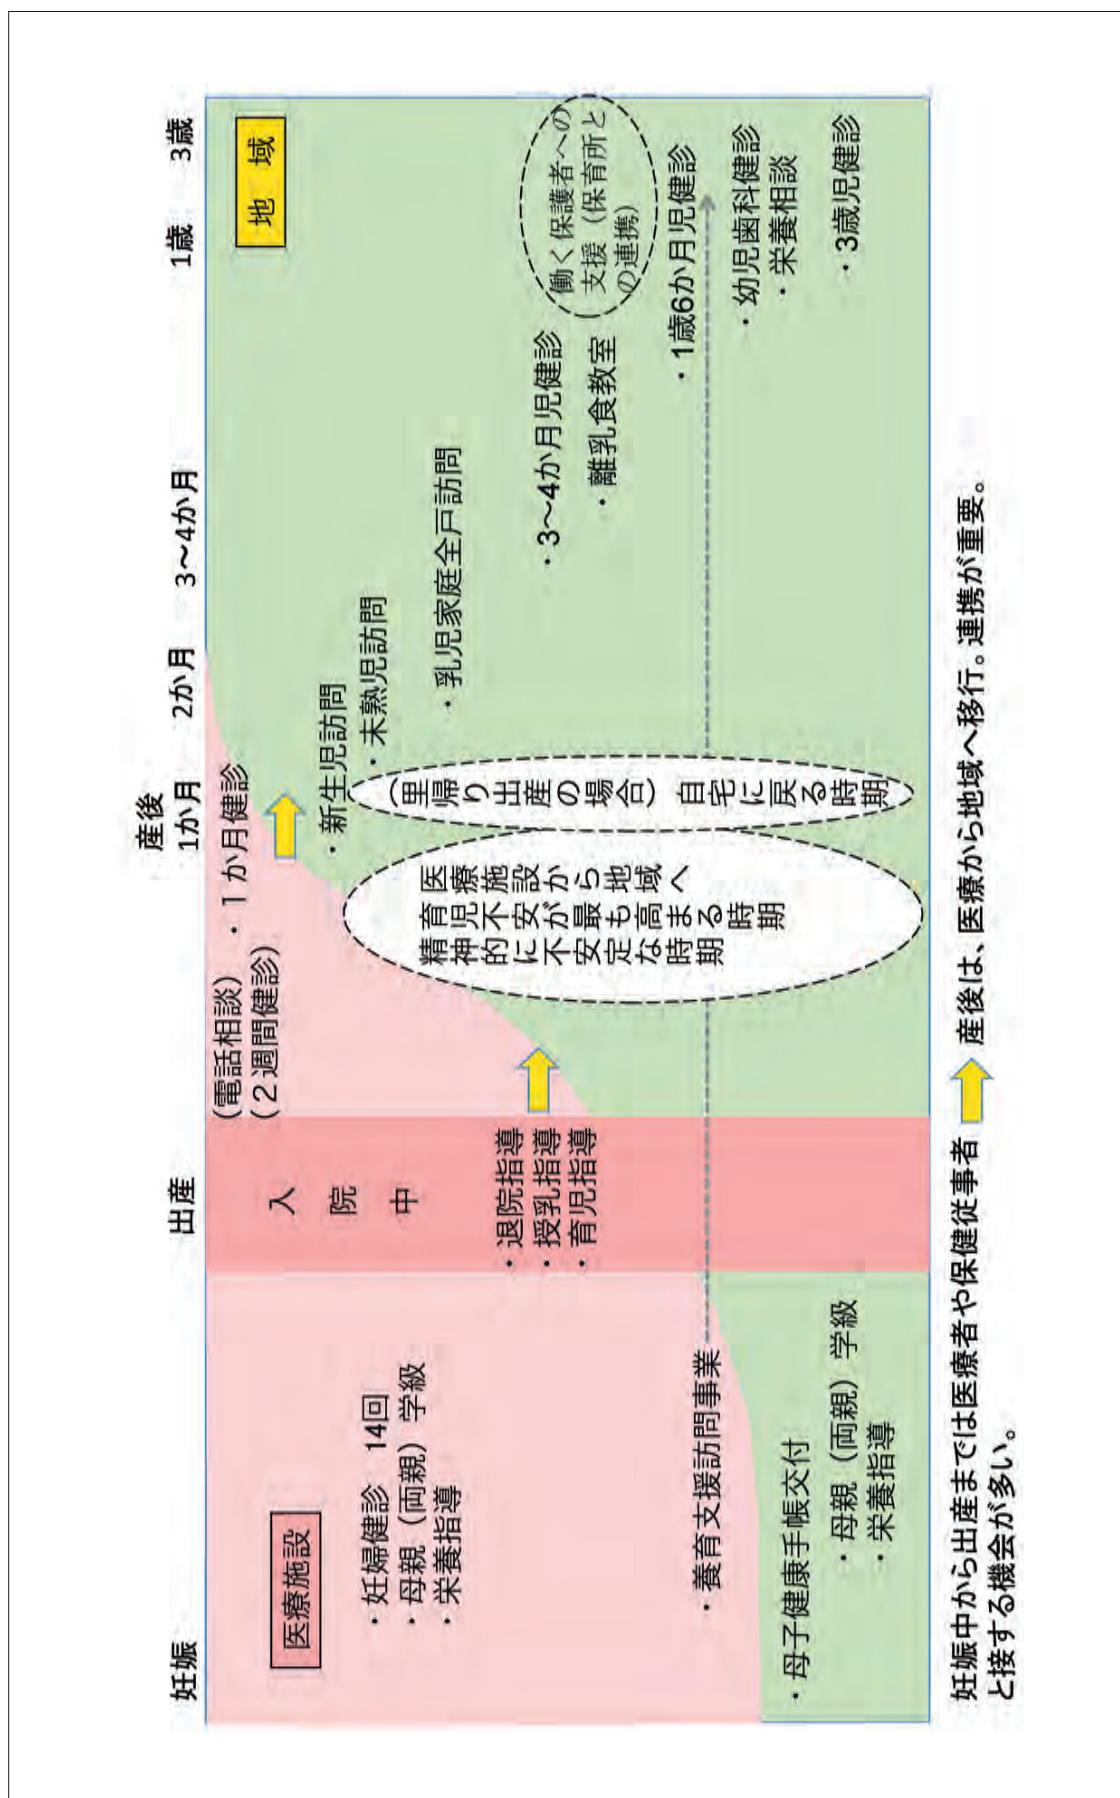 妊娠
出産
産後
1か月
2か月
3〜4か月
1歳
3歳
医療施設
・妊婦健診 14回
・母親（両親）学級
・栄養指導
入
院
中
・退院指導
・授乳指導
・育児指導
（電話相談）
（２週間健診）
・１か月健診
地 域
・養育支援訪問事業
・母子健康手帳交付
・母親（両親）学級
・栄養指導
医療施設から地域へ
育児不安が最も高まる時期
精神的に不安定な時期
（里帰り出産の場合）自宅に戻る時期
・新生児訪問
・未熟児訪問
・乳児家庭全戸訪問
・3〜4か月児健診
・離乳食教室
働く保護者への
支援（保育所と
の連携）
・1歳6か月児健診
・幼児歯科健診
・栄養相談
・3歳児健診
妊娠中から出産までは医療者や保健従事者
と接する機会が多い。
産後は、医療から地域へ移行。連携が重要。